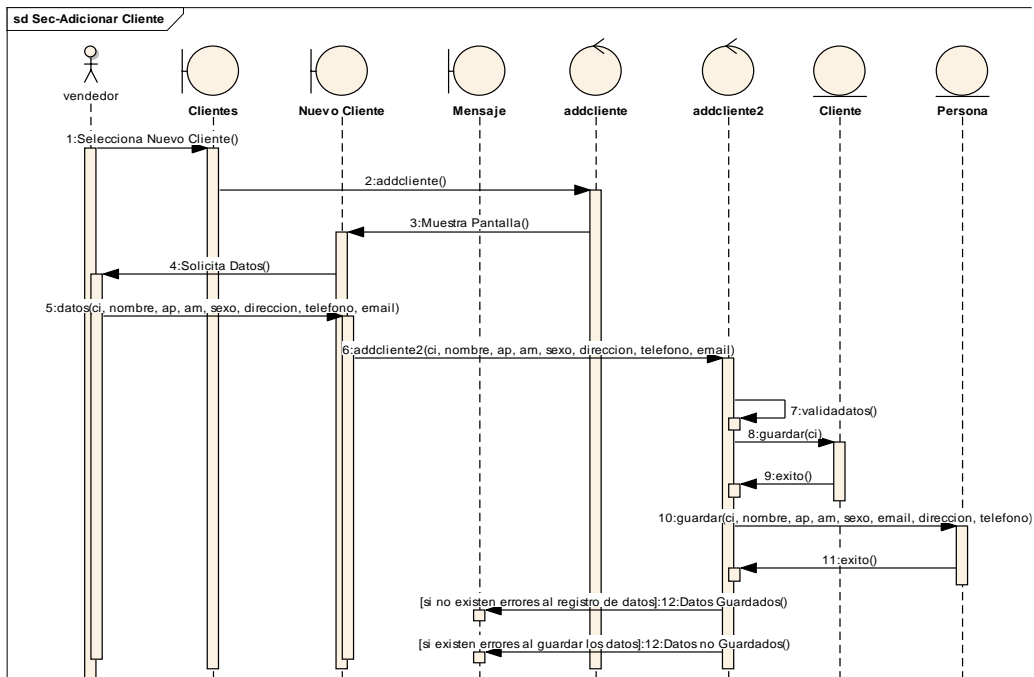 sd Sec-Adicionar Cliente
vendedor
Clientes
Nuevo Cliente
Mensaje
addcliente
addcliente2
Cliente
Persona
1:Selecciona Nuevo Cliente()
2:addcliente()
3:Muestra Pantalla()
4:Solicita Datos()
5:datos(ci, nombre, ap, am, sexo, direccion, telefono, email)
6:addcliente2(ci, nombre, ap, am, sexo, direccion, telefono, email)
7:validadatos()
8:guardar(ci)
9:exito()
10:guardar(ci, nombre, ap, am, sexo, email, direccion, telefono)
11:exito()
[si no existen errores al registro de datos]:12:Datos Guardados()
[si existen errores al guardar los datos]:12:Datos no Guardados()